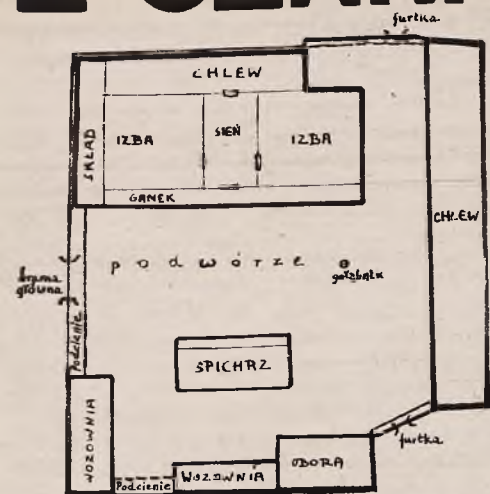 furtka
CHLEW
SKŁAD
IZBA
SIEŃ
IZBA
GANEK
CHLEW
podwórze
gołębnik
brama
główna
Podcienie
SPICHRZ
WOZOWNIA
Podcienie
WOZOWNIA
OBORA
furtka